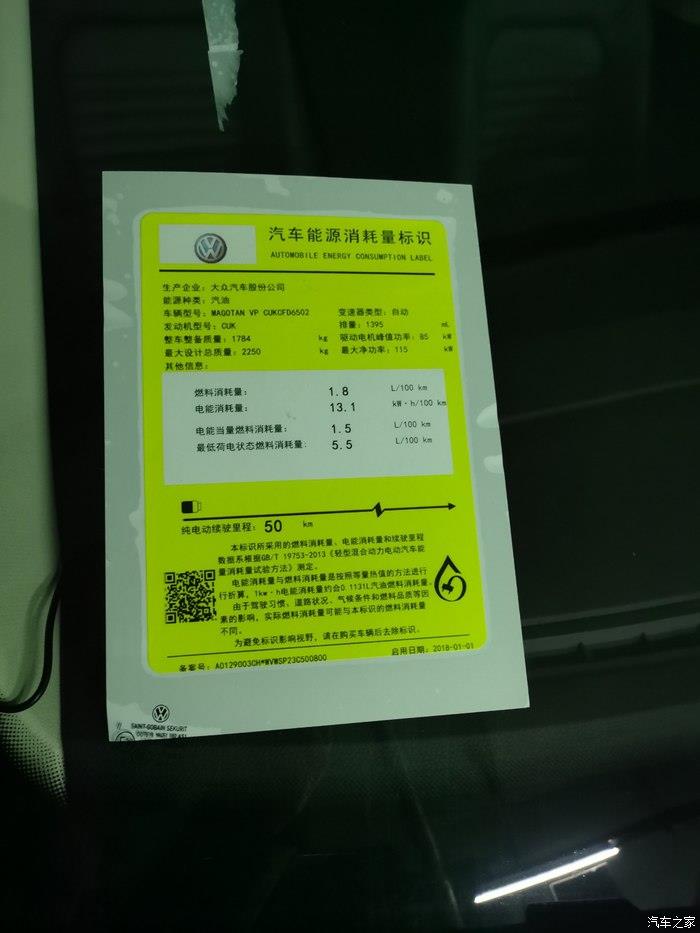 汽车能源消耗量标识
AUTOMOBILE ENERGY CONSUMPTION LABEL
生产企业：大众汽车股份公司
能源种类：汽油
车辆型号：MAGOTAN VP CUKCFD6502 变速器类型：自动
发动机型号：CUK 排量：1395 mL
整车整备质量：1784 kg 驱动电机峰值功率：85 kW
最大设计总质量：2250 kg 最大净功率：115 kW
其他信息：
燃料消耗量： 1.8 L/100 km
电能消耗量： 13.1 kW·h/100 km
电能当量燃料消耗量： 1.5 L/100 km
最低荷电状态燃料消耗量： 5.5 L/100 km
纯电动续驶里程：50 km
本标识所采用的燃料消耗量、电能消耗量和续驶里程
数据系根据GB/T 19753-2013《轻型混合动力电动汽车能
量消耗量试验方法》测定。
电能消耗量与燃料消耗量是按照等量热值的方法进行
行折算，1kw·h电能消耗量约合0.1131L汽油燃料消耗量。
由于驾驶习惯、道路状况、气候条件和燃料品质等因
素的影响，实际燃料消耗量可能与本标识的燃料消耗量
不同。
为避免标识影响视野，请在购买车辆后去除标识。
备案号：A0129003CH*WVWSP23C500800 启用日期：2018-01-01
SAINT-GOBAIN SEKURIT
汽车之家